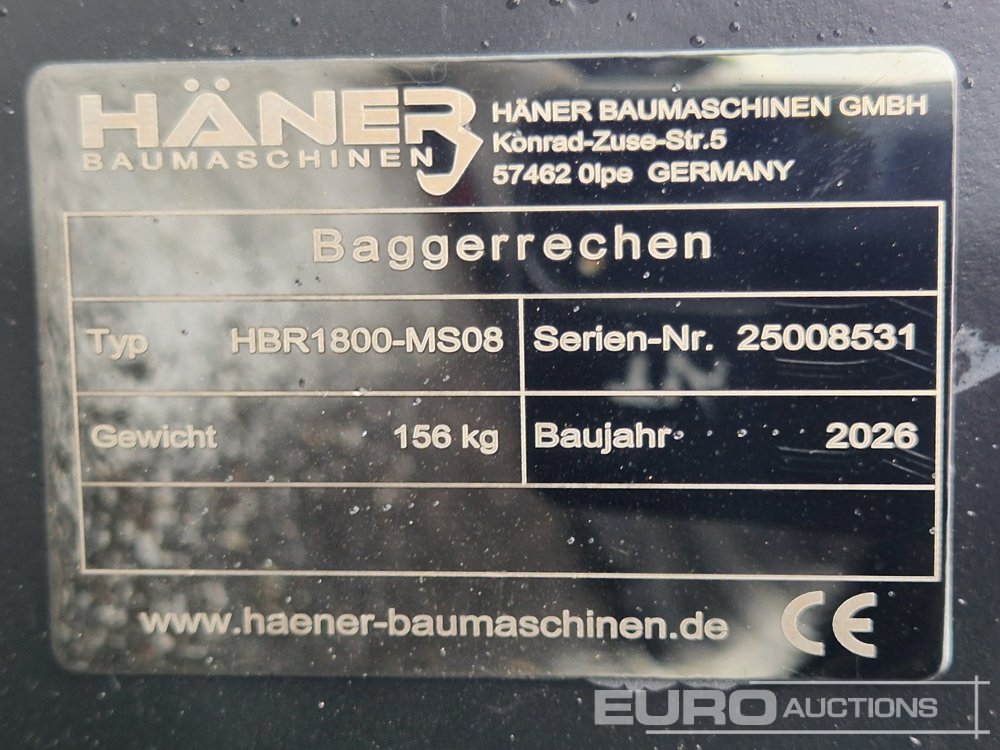 HÄNER
BAUMASCHINEN
HÄNER BAUMASCHINEN GMBH
Konrad-Zuse-Str.5
57462 Olpe GERMANY
Baggerrechen
Typ HBR1800-MS08
Serien-Nr. 25008531
Gewicht 156 kg
Baujahr 2026
www.haener-baumaschinen.de
CE
EURO AUCTIONS